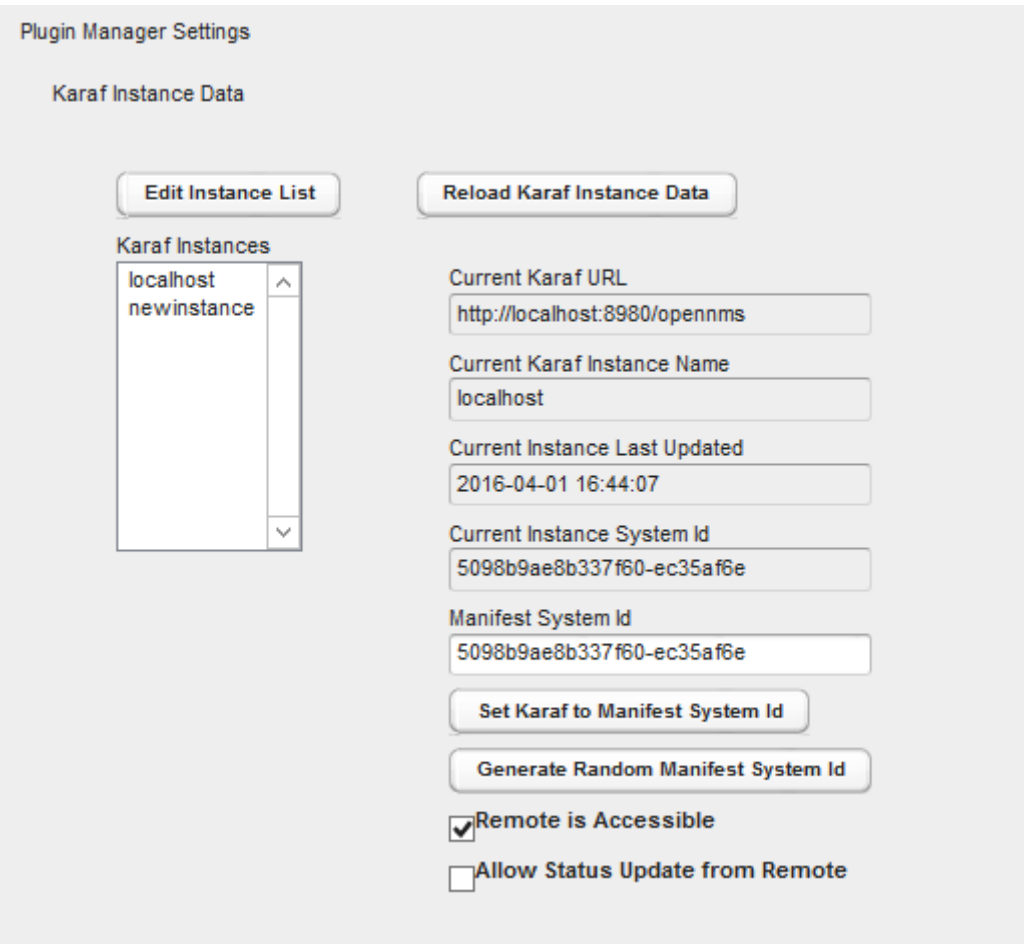 Plugin Manager Settings
Karaf Instance Data
Edit Instance List
Reload Karaf Instance Data
Karaf Instances
localhost
newinstance
Current Karaf URL
http://localhost:8980/opennms
Current Karaf Instance Name
localhost
Current Instance Last Updated
2016-04-01 16:44:07
Current Instance System Id
5098b9ae8b337f60-ec35af6e
Manifest System Id
5098b9ae8b337f60-ec35af6e
Set Karaf to Manifest System Id
Generate Random Manifest System Id
Remote is Accessible
Allow Status Update from Remote